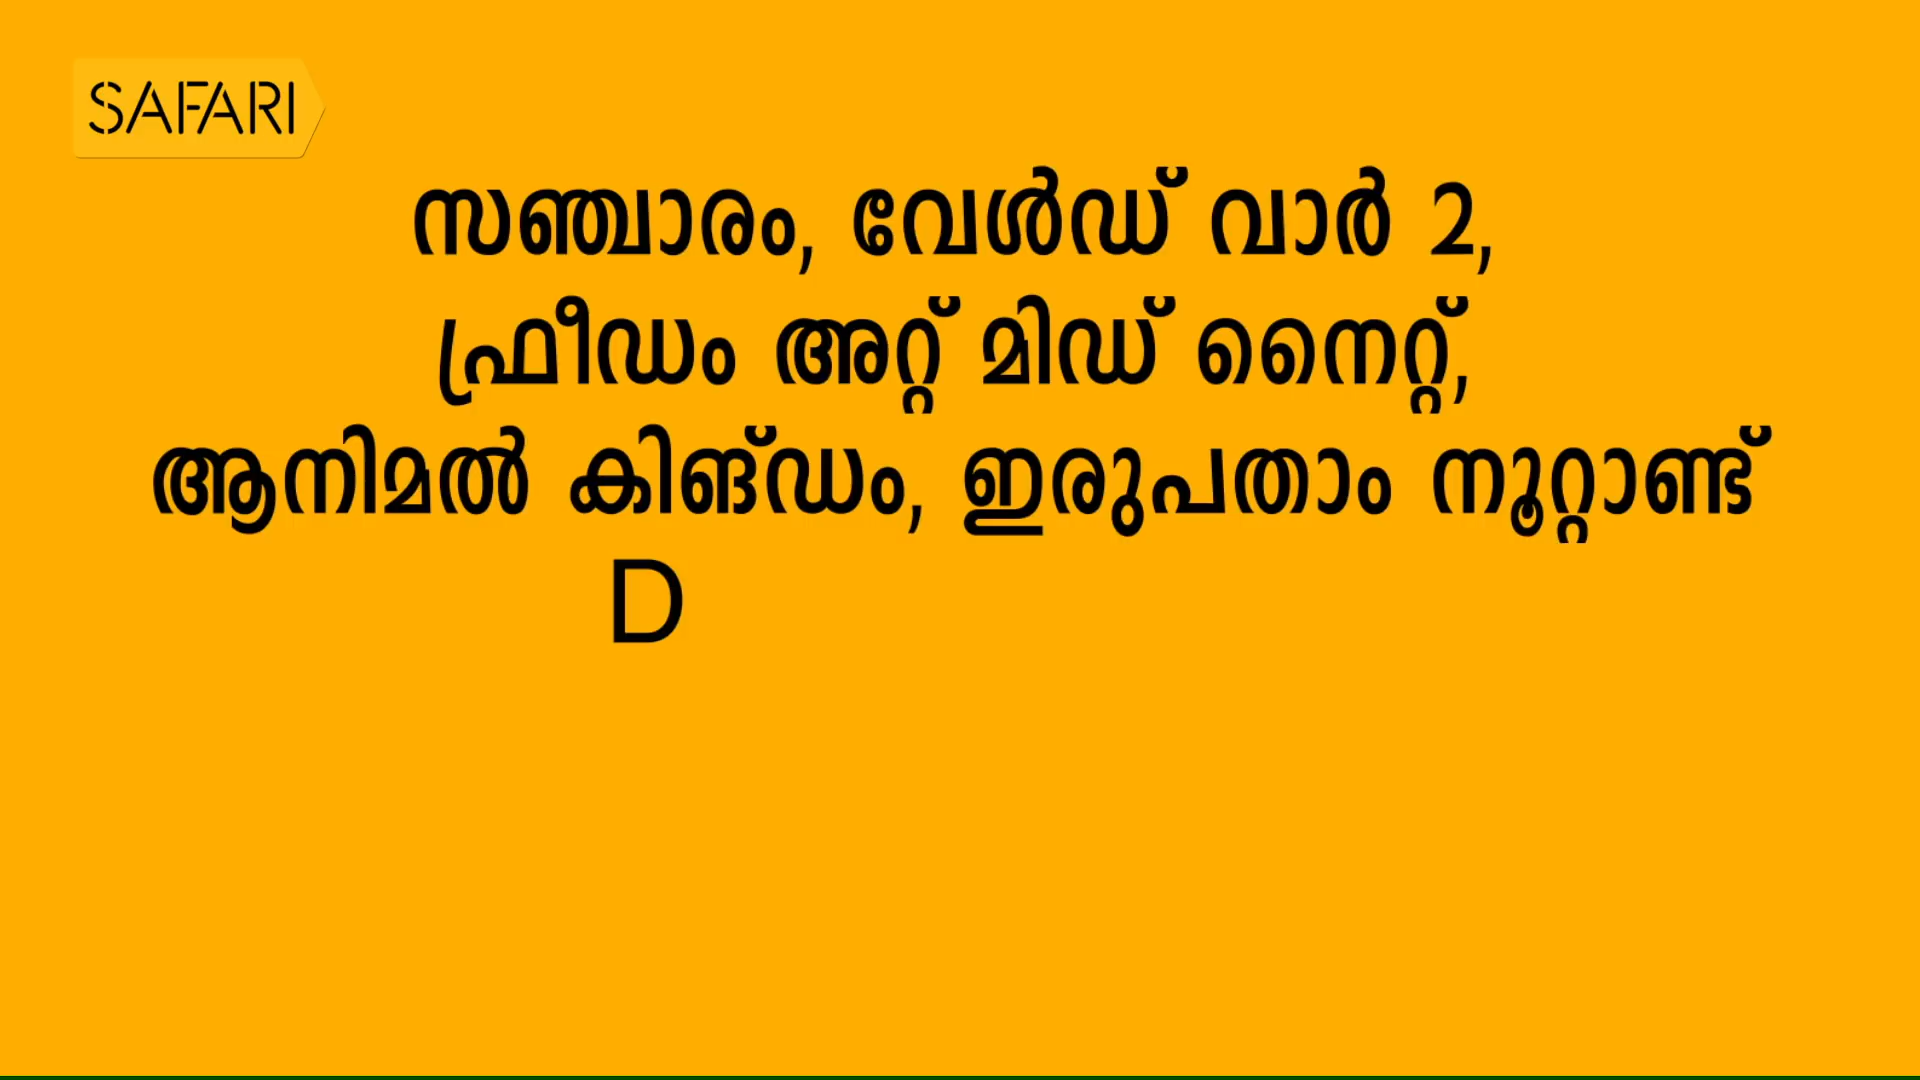 SAFARI
സഞ്ചാരം, വേൾഡ് വാർ 2,
ഫ്രീഡം അറ്റ് മിഡ് നൈറ്റ്,
ആനിമൽ കിങ്ഡം, ഇരുപതാം നൂറ്റാണ്ട്
D